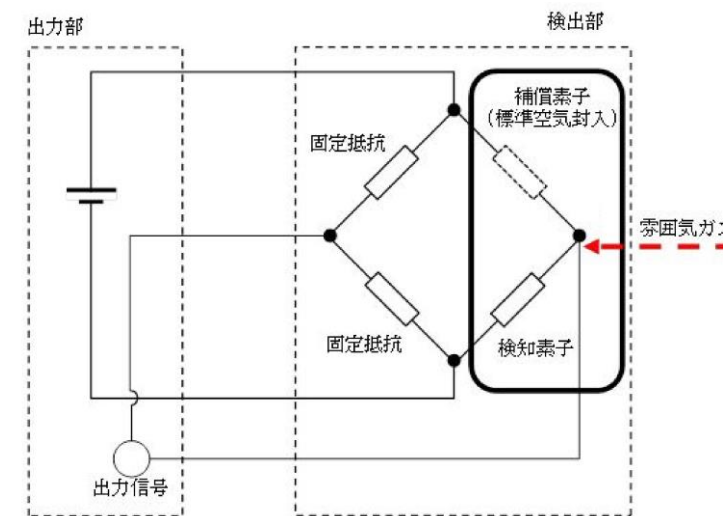 出力部
検出部
補償素子
(標準空気封入)
固定抵抗
雰囲気ガ
固定抵抗
検知素子
出力信号